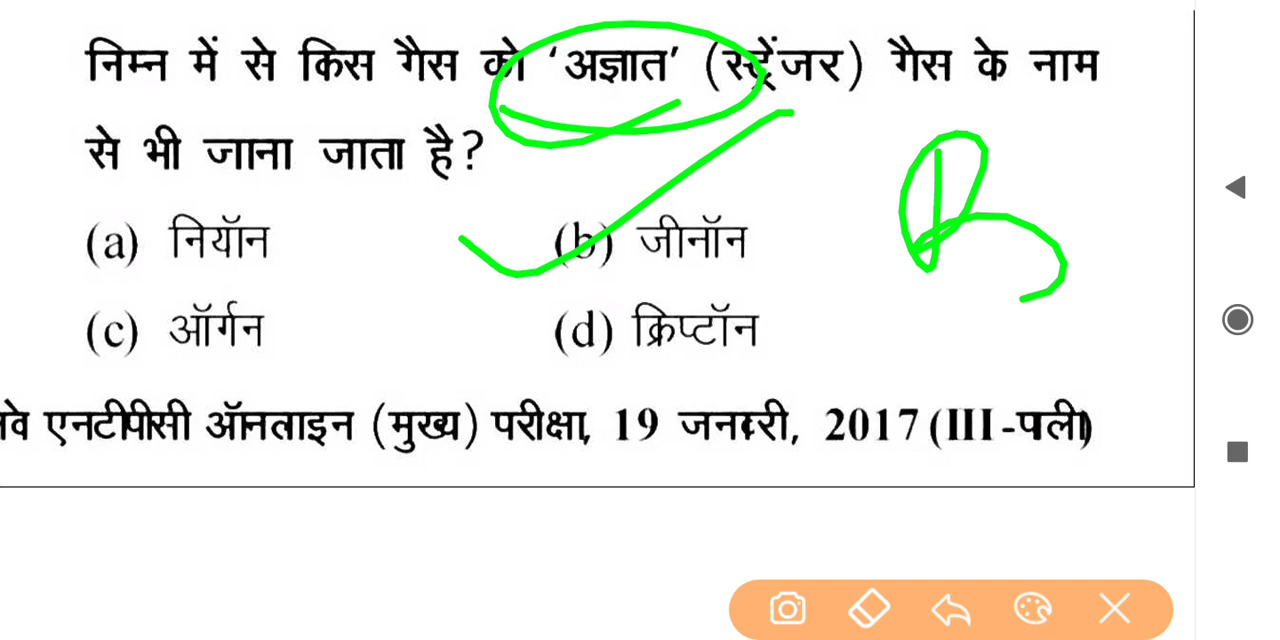 निम्न में से किस गैस को ‘अज्ञात’ (स्ट्रेंजर) गैस के नाम
से भी जाना जाता है?
(a) नियॉन (b) जीनॉन
(c) ऑर्गन (d) क्रिप्टॉन
वे एनटीपीसी ऑनलाइन (मुख्य) परीक्षा, 19 जनवरी, 2017 (III-पाली)